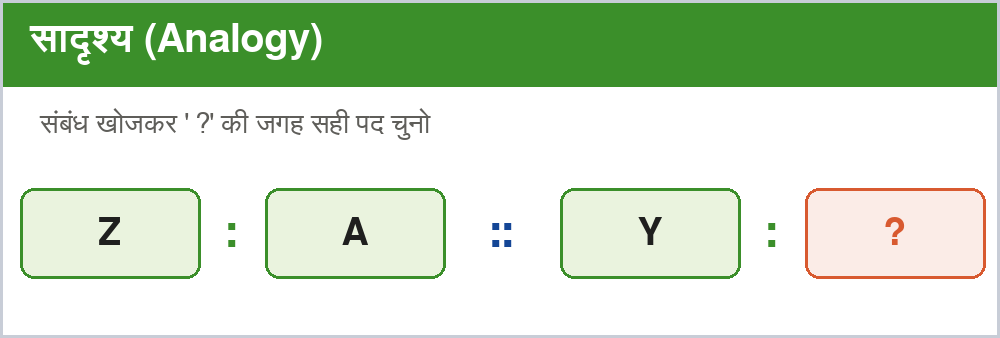 सादृश्य (Analogy)
संबंध खोजकर ' ?' की जगह सही पद चुनो
Z : A :: Y : ?